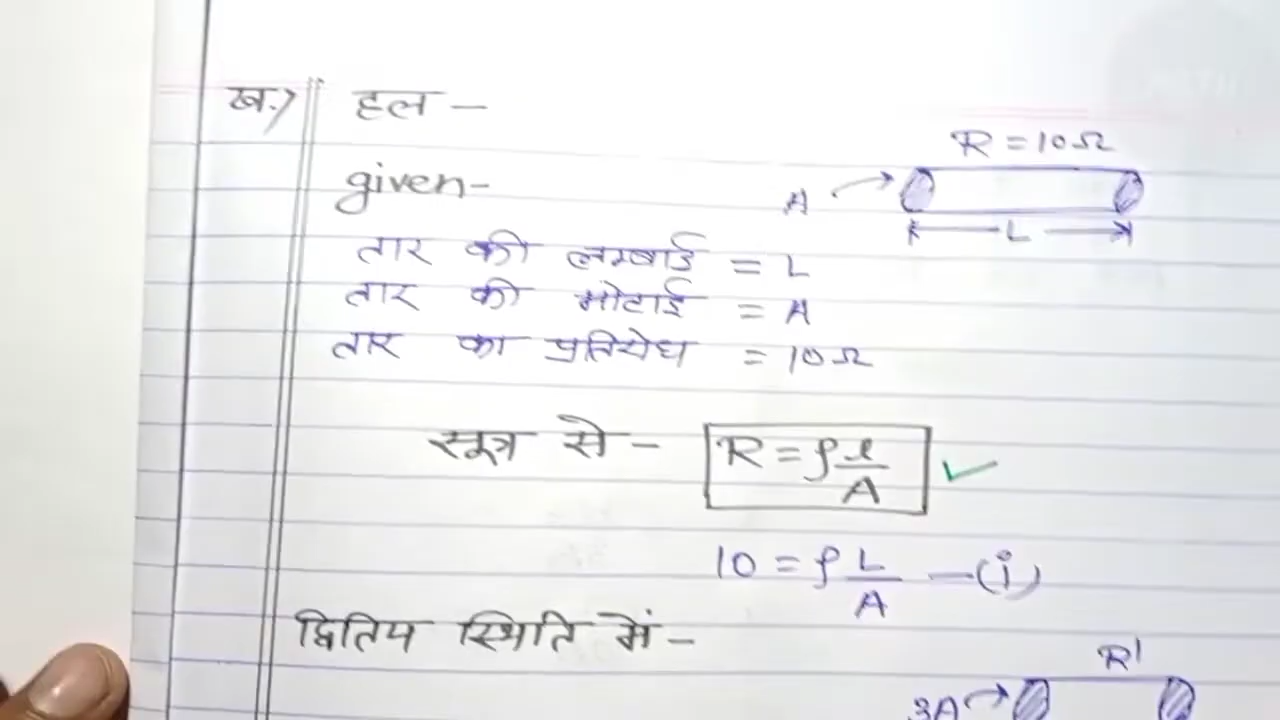 ख.) हल -
R = 10Ω
given-
A
L
तार की लम्बाई = L
तार की मोटाई = A
तार का प्रतिरोध = 10Ω
सूत्र से - R = ρ l/A ✓
10 = ρ L/A —(i)
द्वितिय स्थिति में -
R'
3A